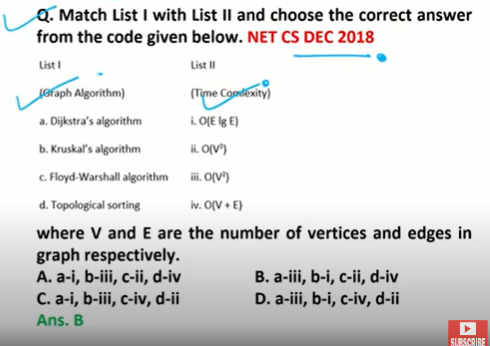 Q. Match List I with List II and choose the correct answer
from the code given below. NET CS DEC 2018
List I List II
(Graph Algorithm) (Time Comlexity)
a. Dijkstra's algorithm i. O(E lg E)
b. Kruskal's algorithm ii. O(V³)
c. Floyd-Warshall algorithm iii. O(V²)
d. Topological sorting iv. O(V + E)
where V and E are the number of vertices and edges in
graph respectively.
A. a-i, b-iii, c-ii, d-iv B. a-iii, b-i, c-ii, d-iv
C. a-i, b-iii, c-iv, d-ii D. a-iii, b-i, c-iv, d-ii
Ans. B
SUBSCRIBE